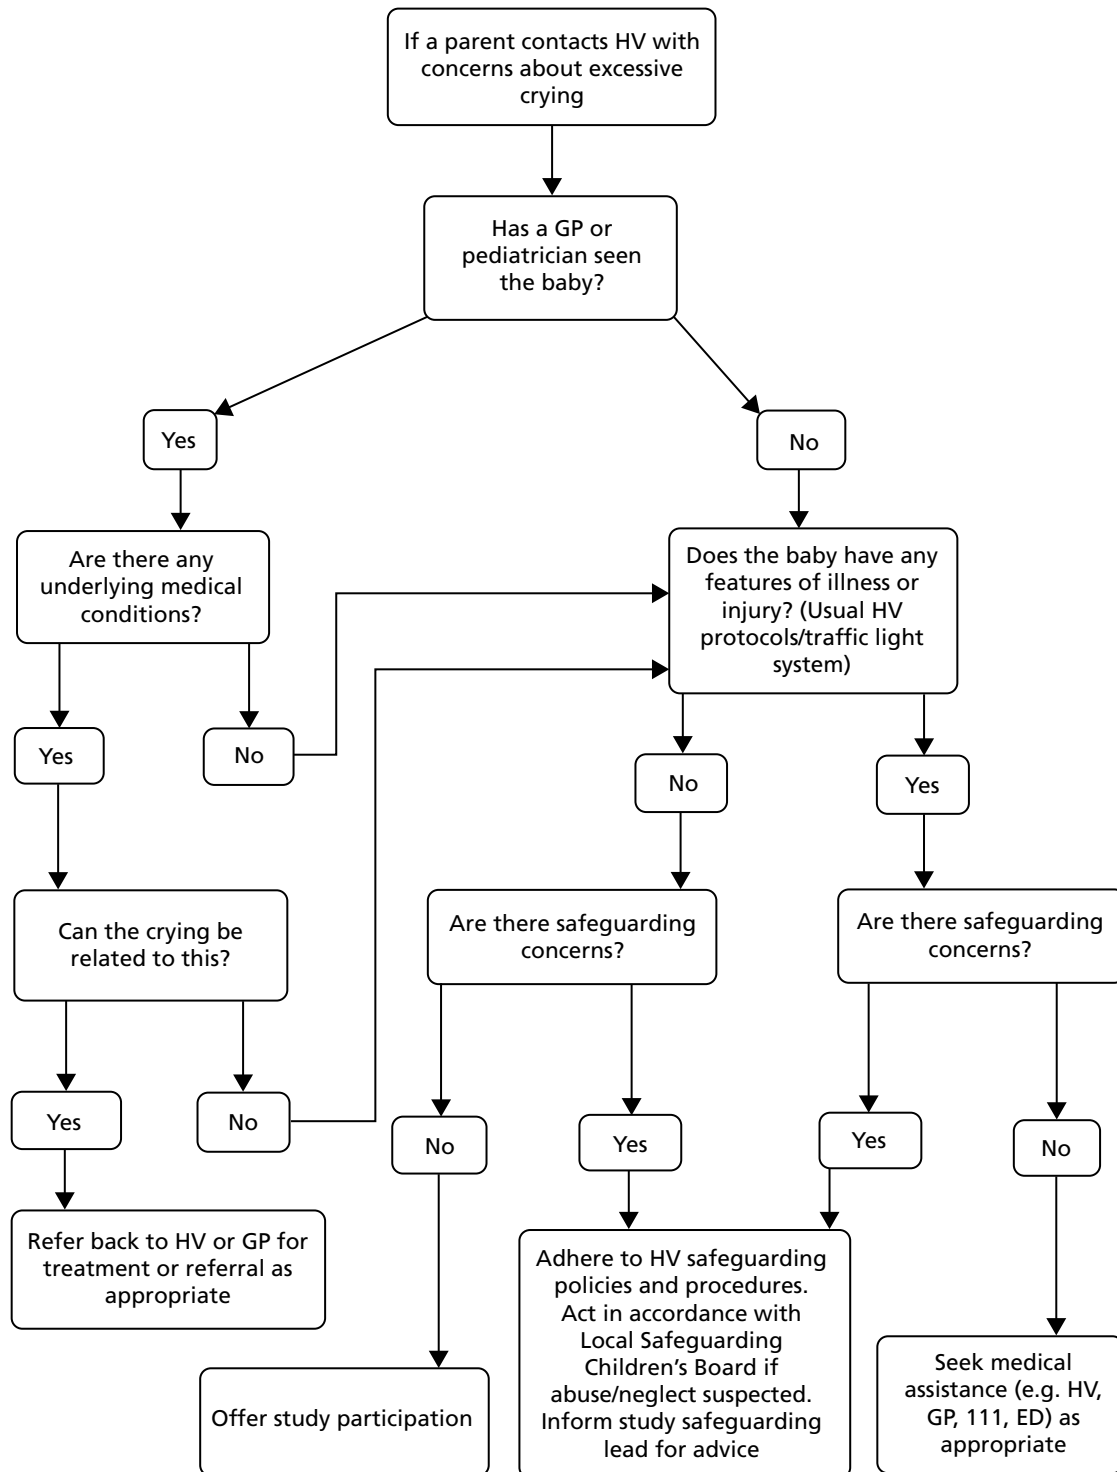 If a parent contacts HV with
concerns about excessive
crying
Has a GP or
pediatrician seen
the baby?
Yes
No
Are there any
underlying medical
conditions?
Does the baby have any
features of illness or
injury? (Usual HV
protocols/traffic light
system)
Yes
No
No
Yes
Can the crying be
related to this?
Are there safeguarding
concerns?
Are there safeguarding
concerns?
Yes
No
No
Yes
Yes
No
Refer back to HV or GP for
treatment or referral as
appropriate
Offer study participation
Adhere to HV safeguarding
policies and procedures.
Act in accordance with
Local Safeguarding
Children’s Board if
abuse/neglect suspected.
Inform study safeguarding
lead for advice
Seek medical
assistance (e.g. HV,
GP, 111, ED) as
appropriate